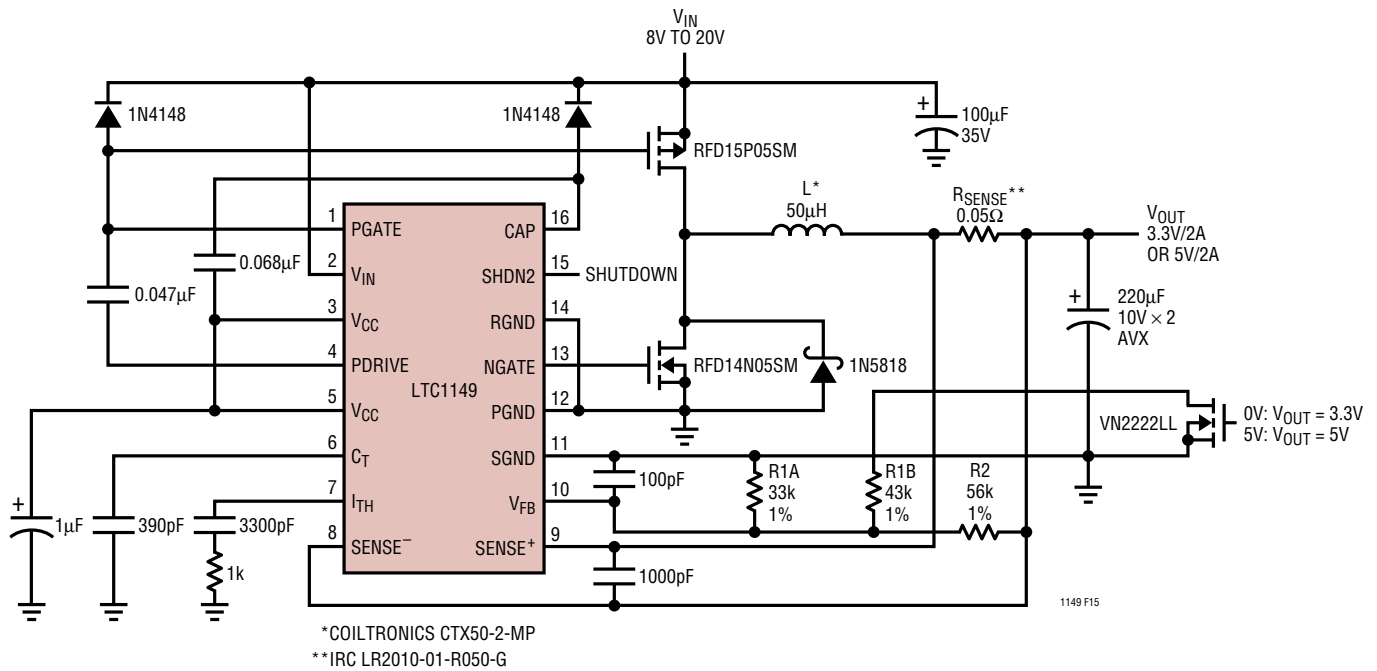 VIN
8V TO 20V
1N4148
1N4148
+
100µF
35V
RFD15P05SM
L*
50µH
RSENSE**
0.05Ω
VOUT
3.3V/2A
OR 5V/2A
1
PGATE
CAP
16
0.068µF
2
VIN
SHDN2
15
SHUTDOWN
0.047µF
3
VCC
RGND
14
+
220µF
10V × 2
AVX
4
PDRIVE
NGATE
13
RFD14N05SM
1N5818
LTC1149
5
VCC
PGND
12
VN2222LL
0V: VOUT = 3.3V
5V: VOUT = 5V
6
CT
SGND
11
100pF
R1A
33k
1%
R1B
43k
1%
R2
56k
1%
7
ITH
VFB
10
+
1µF
390pF
3300pF
8
SENSE−
SENSE+
9
1k
1000pF
1149 F15
*COILTRONICS CTX50-2-MP
**IRC LR2010-01-R050-G